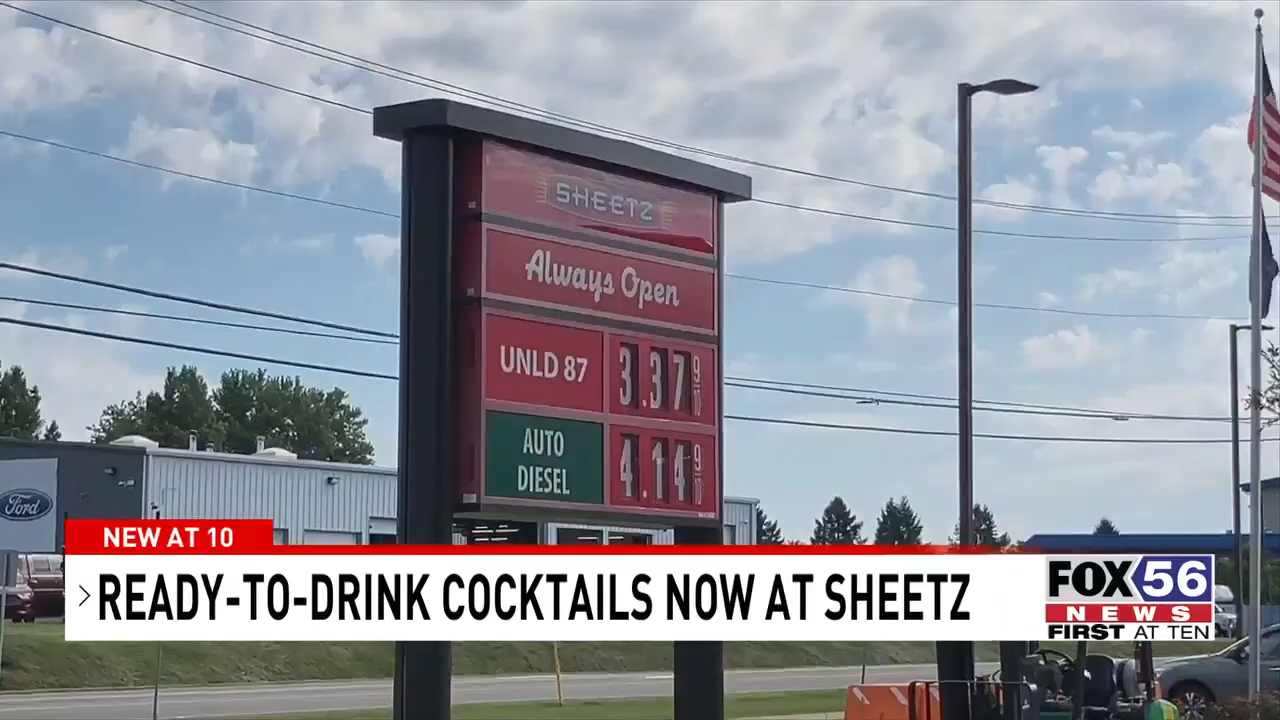 SHEETZ
Always Open
UNLD 87
3.37 9/10
AUTO
DIESEL
4.14 9/10
Ford
NEW AT 10
READY-TO-DRINK COCKTAILS NOW AT SHEETZ
FOX 56
NEWS
FIRST AT TEN